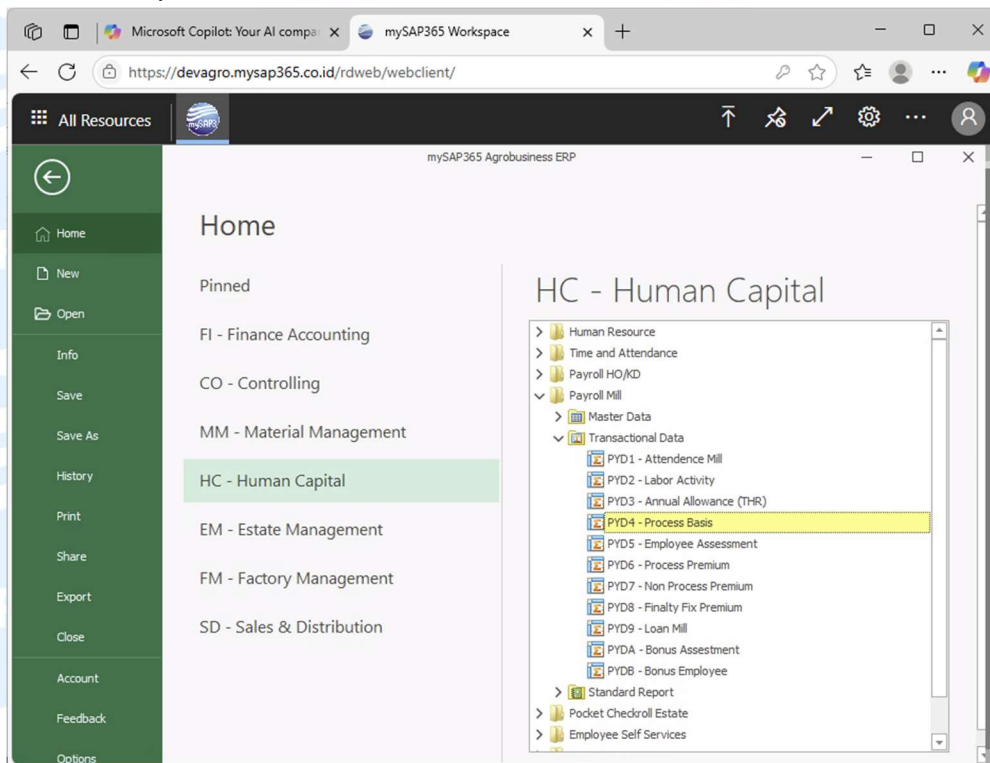 Microsoft Copilot: Your AI compa
mySAP365 Workspace
https://devagro.mysap365.co.id/rdweb/webclient/
All Resources
mySAP3
mySAP365 Agrobusiness ERP
Home
New
Open
Info
Save
Save As
History
Print
Share
Export
Close
Account
Feedback
Options
Home
Pinned
FI - Finance Accounting
CO - Controlling
MM - Material Management
HC - Human Capital
EM - Estate Management
FM - Factory Management
SD - Sales & Distribution
HC - Human Capital
Human Resource
Time and Attendance
Payroll HO/KD
Payroll Mill
Master Data
Transactional Data
PYD1 - Attendence Mill
PYD2 - Labor Activity
PYD3 - Annual Allowance (THR)
PYD4 - Process Basis
PYD5 - Employee Assessment
PYD6 - Process Premium
PYD7 - Non Process Premium
PYD8 - Finalty Fix Premium
PYD9 - Loan Mill
PYDA - Bonus Assestment
PYDB - Bonus Employee
Standard Report
Pocket Checkroll Estate
Employee Self Services